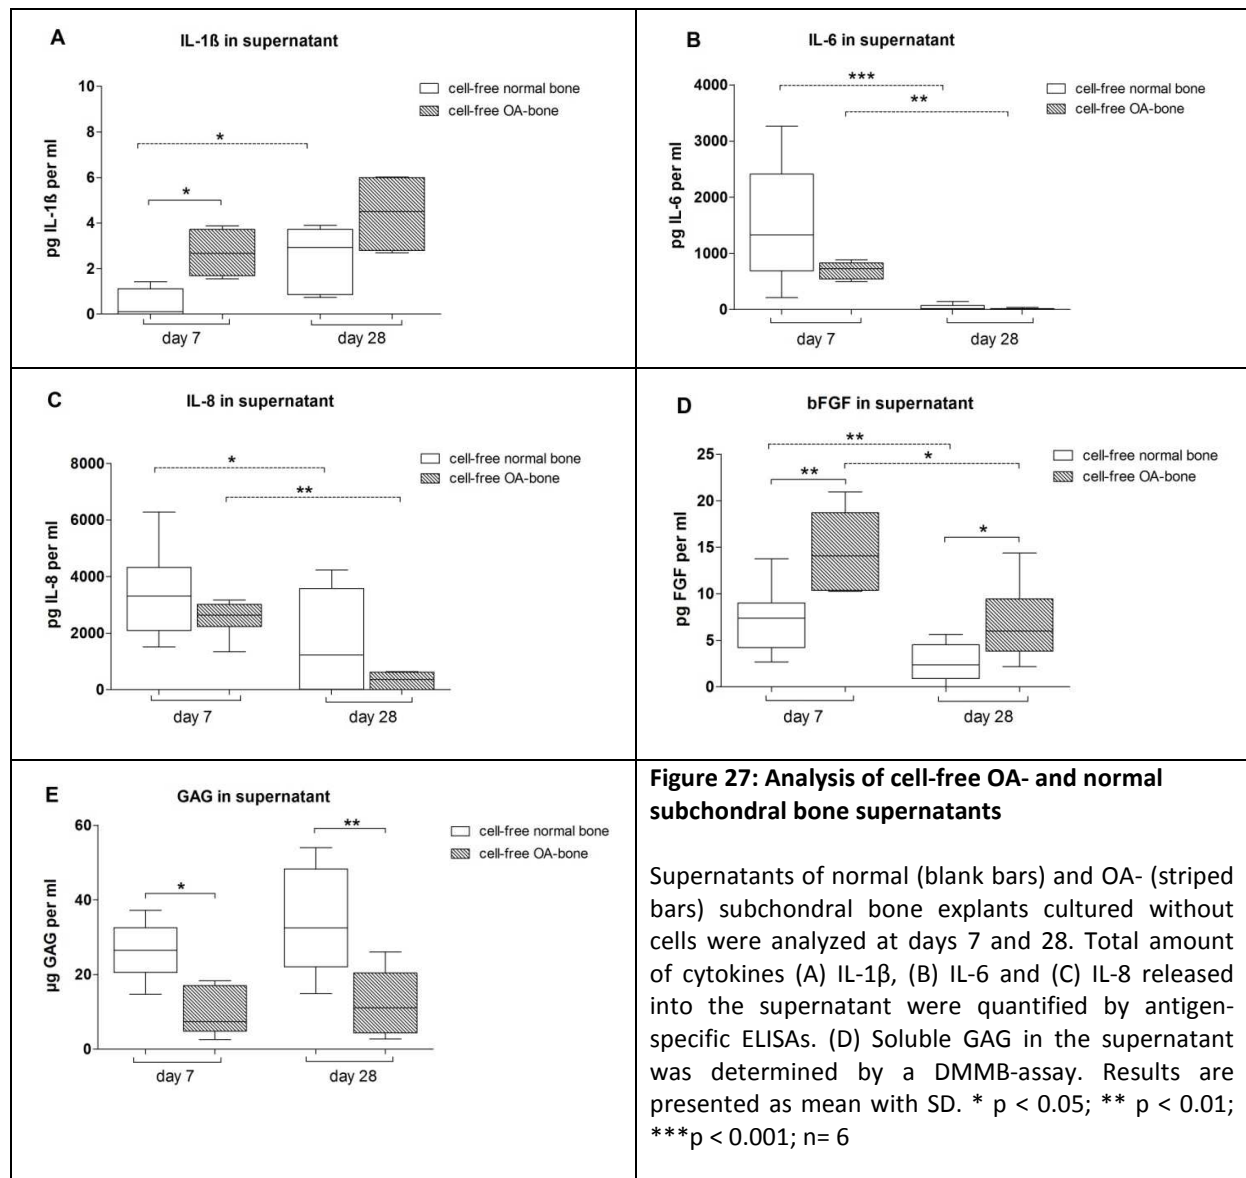 A
IL-1ß in supernatant
pg IL-1ß per ml
10
8
6
4
2
0
*
*
day 7
day 28
cell-free normal bone
cell-free OA-bone
B
IL-6 in supernatant
pg IL-6 per ml
4000
3000
2000
1000
0
***
**
day 7
day 28
cell-free normal bone
cell-free OA-bone
C
IL-8 in supernatant
pg IL-8 per ml
8000
6000
4000
2000
0
*
**
day 7
day 28
cell-free normal bone
cell-free OA-bone
D
bFGF in supernatant
pg FGF per ml
25
20
15
10
5
0
**
*
**
*
day 7
day 28
cell-free normal bone
cell-free OA-bone
E
GAG in supernatant
µg GAG per ml
60
40
20
0
*
**
day 7
day 28
cell-free normal bone
cell-free OA-bone
Figure 27: Analysis of cell-free OA- and normal
subchondral bone supernatants
Supernatants of normal (blank bars) and OA- (striped
bars) subchondral bone explants cultured without
cells were analyzed at days 7 and 28. Total amount
of cytokines (A) IL-1β, (B) IL-6 and (C) IL-8 released
into the supernatant were quantified by antigen-
specific ELISAs. (D) Soluble GAG in the supernatant
was determined by a DMMB-assay. Results are
presented as mean with SD. * p < 0.05; ** p < 0.01;
***p < 0.001; n= 6